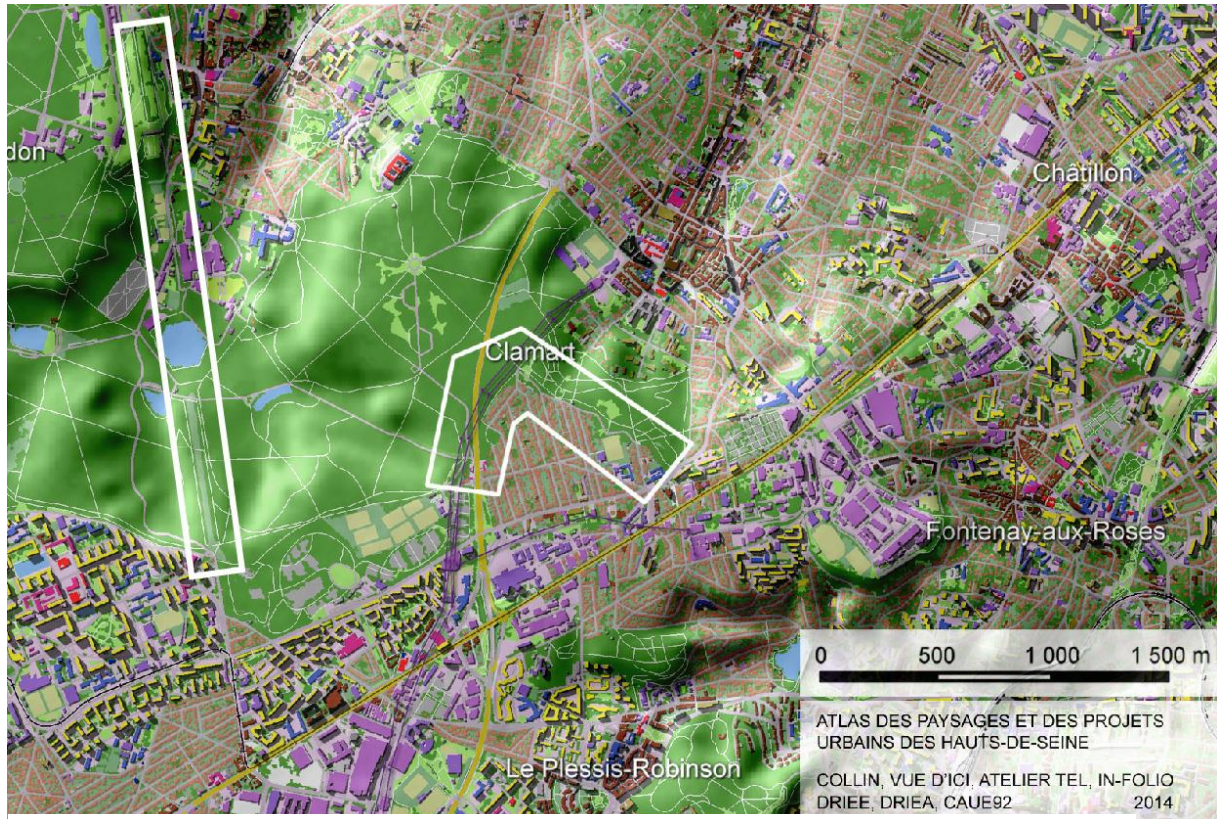 Châtillon
don
Clamart
Fontenay-aux-Roses
Le Plessis-Robinson
0 500 1 000 1 500 m
ATLAS DES PAYSAGES ET DES PROJETS
URBAINS DES HAUTS-DE-SEINE
COLLIN, VUE D'ICI, ATELIER TEL, IN-FOLIO
DRIEE, DRIEA, CAUE92 2014